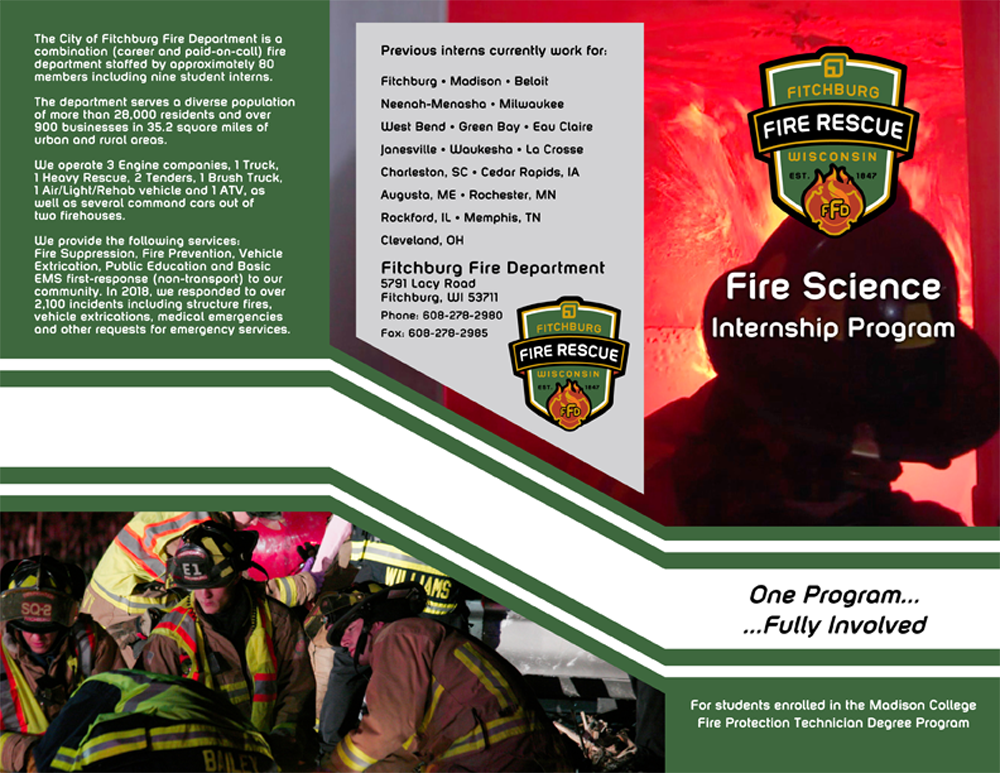 The City of Fitchburg Fire Department is a
combination (career and paid-on-call) fire
department staffed by approximately 80
members including nine student interns.
The department serves a diverse population
of more than 28,000 residents and over
900 businesses in 35.2 square miles of
urban and rural areas.
We operate 3 Engine companies, 1 Truck,
1 Heavy Rescue, 2 Tenders, 1 Brush Truck,
1 Air/Light/Rehab vehicle and 1 ATV, as
well as several command cars out of
two firehouses.
We provide the following services:
Fire Suppression, Fire Prevention, Vehicle
Extrication, Public Education and Basic
EMS first-response (non-transport) to our
community. In 2018, we responded to over
2,100 incidents including structure fires,
vehicle extrications, medical emergencies
and other requests for emergency services.
SQ-2
E1
WILLIAMS
BAILEY
Previous interns currently work for:
Fitchburg • Madison • Beloit
Neenah-Menasha • Milwaukee
West Bend • Green Bay • Eau Claire
Janesville • Waukesha • La Crosse
Charleston, SC • Cedar Rapids, IA
Augusta, ME • Rochester, MN
Rockford, IL • Memphis, TN
Cleveland, OH
Fitchburg Fire Department
5791 Lacy Road
Fitchburg, WI 53711
Phone: 608-278-2980
Fax: 608-278-2985
FITCHBURG
FIRE RESCUE
WISCONSIN
EST. 1847
FFD
FITCHBURG
FIRE RESCUE
WISCONSIN
EST. 1847
FFD
Fire Science
Internship Program
One Program...
...Fully Involved
For students enrolled in the Madison College
Fire Protection Technician Degree Program